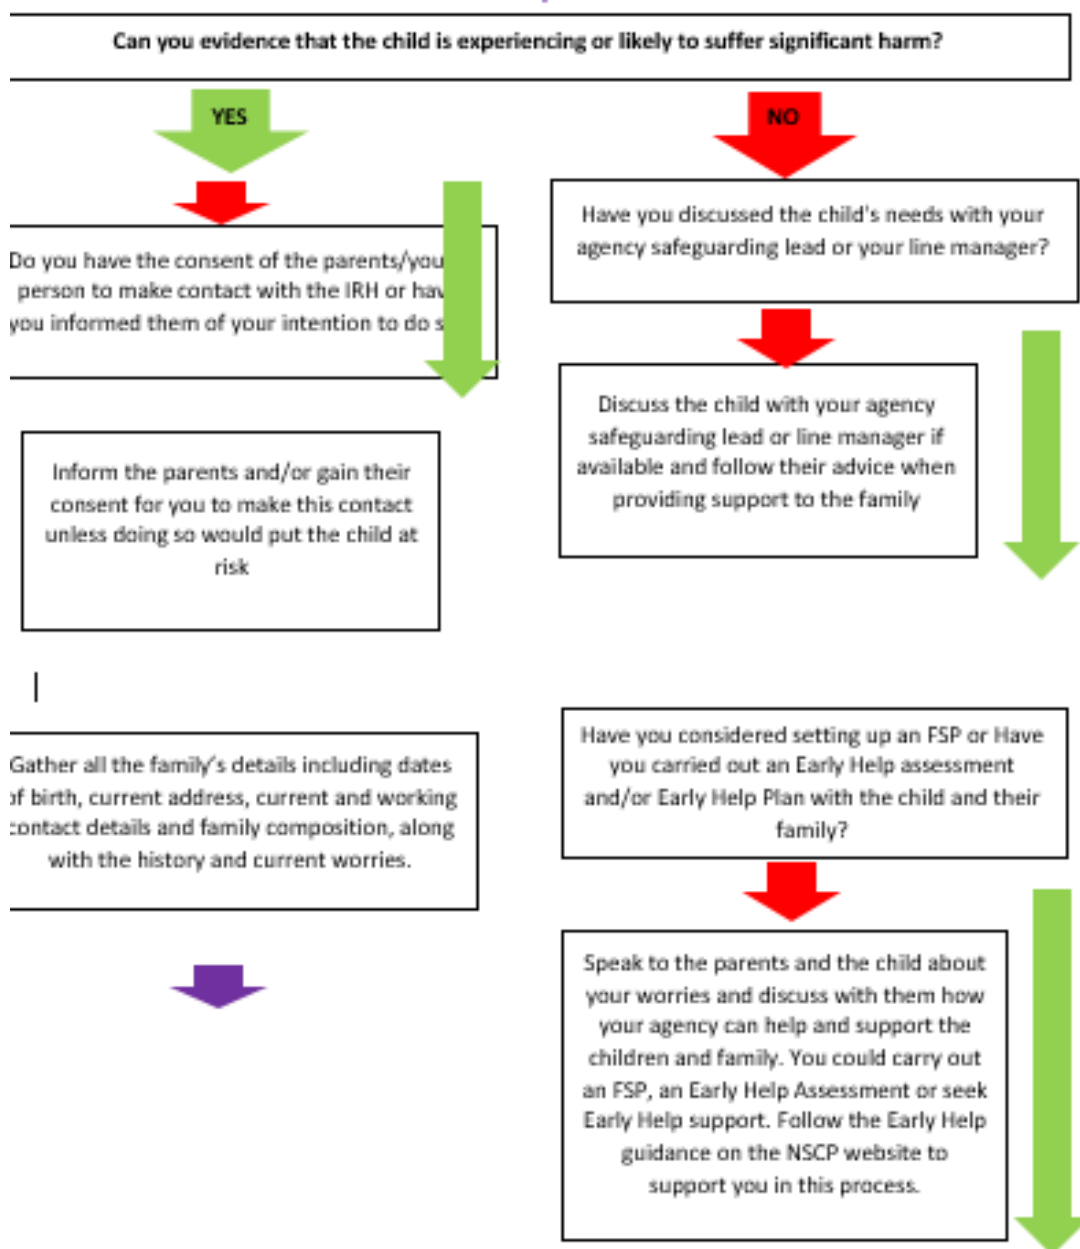 Can you evidence that the child is experiencing or likely to suffer significant harm?
YES
NO
Do you have the consent of the parents/you
person to make contact with the IRH or hav
you informed them of your intention to do s
Have you discussed the child's needs with your
agency safeguarding lead or your line manager?
Inform the parents and/or gain their
consent for you to make this contact
unless doing so would put the child at
risk
Discuss the child with your agency
safeguarding lead or line manager if
available and follow their advice when
providing support to the family
Gather all the family's details including dates
of birth, current address, current and working
contact details and family composition, along
with the history and current worries.
Have you considered setting up an FSP or Have
you carried out an Early Help assessment
and/or Early Help Plan with the child and their
family?
Speak to the parents and the child about
your worries and discuss with them how
your agency can help and support the
children and family. You could carry out
an FSP, an Early Help Assessment or seek
Early Help support. Follow the Early Help
guidance on the NSCP website to
support you in this process.